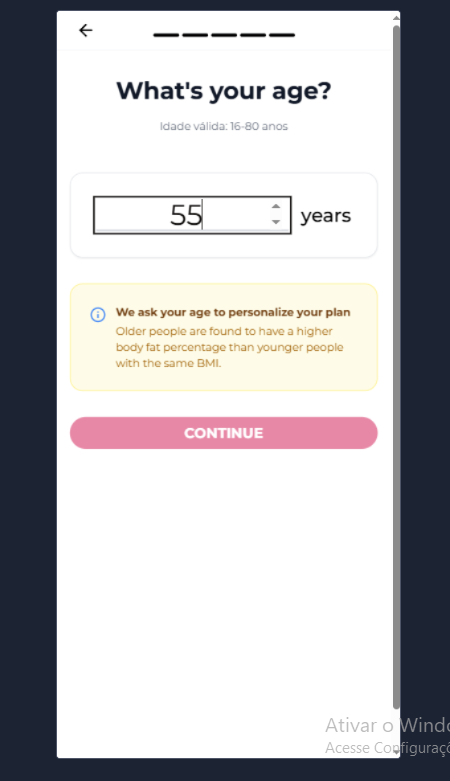 What's your age?
Idade válida: 16-80 anos
55
years
We ask your age to personalize your plan
Older people are found to have a higher
body fat percentage than younger people
with the same BMI.
CONTINUE
Ativar o Windo
Acesse Configuraçõ